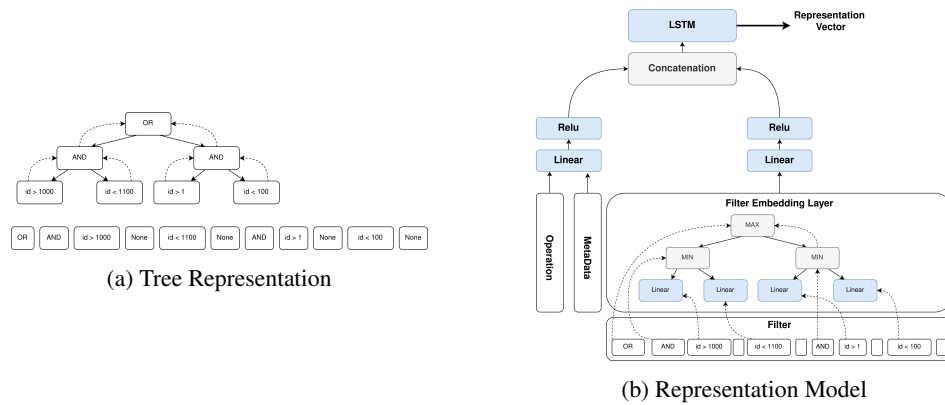 OR
AND
AND
id > 1000
id < 1100
id > 1
id < 100
OR AND id > 1000 None id < 1100 None AND id > 1 None id < 100 None
(a) Tree Representation
LSTM
Representation
Vector
Concatenation
Relu
Relu
Linear
Linear
Operation
MetaData
Filter Embedding Layer
MAX
MIN
MIN
Linear
Linear
Linear
Linear
Filter
OR AND id > 1000 id < 1100 AND id > 1 id < 100
(b) Representation Model